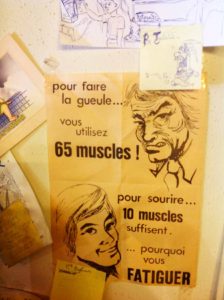 pour faire
la gueule...
vous
utilisez
65 muscles !
pour sourire...
10 muscles
suffisent.
... pourquoi
vous
FATIGUER